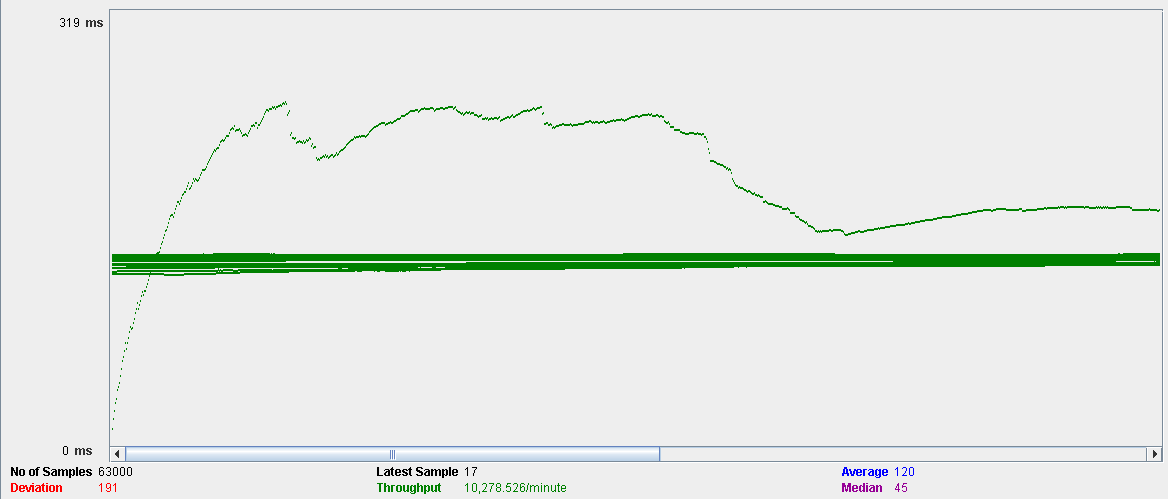 319 ms
0 ms
No of Samples 63000 Latest Sample 17 Average 120
Deviation 191 Throughput 10,278.526/minute Median 45